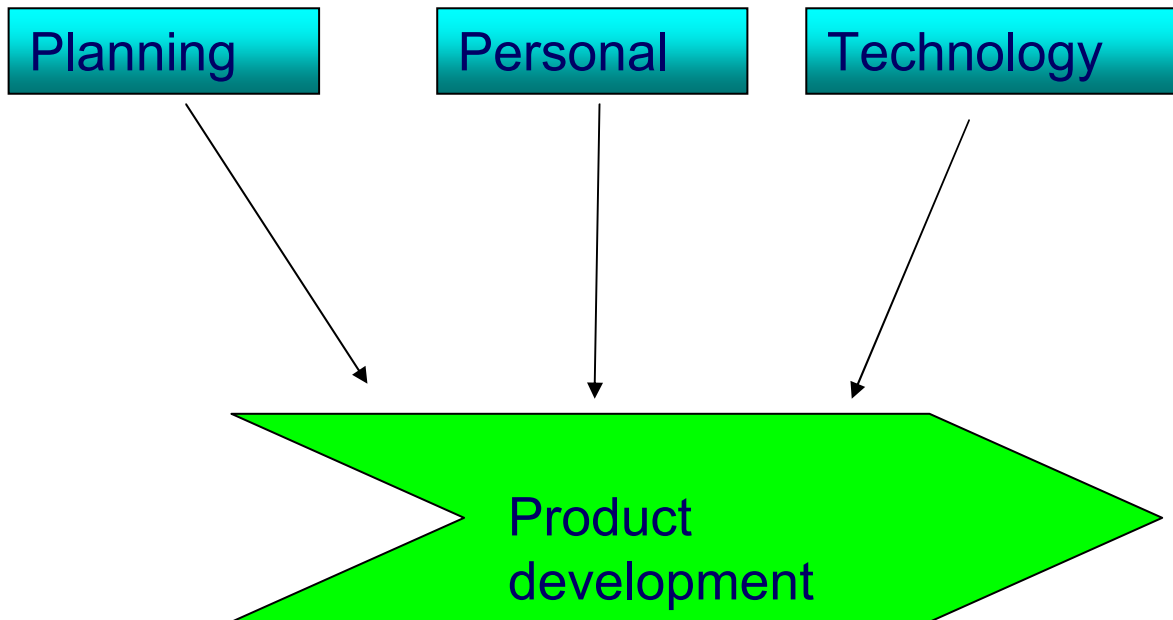 Planning
Personal
Technology
Product
development